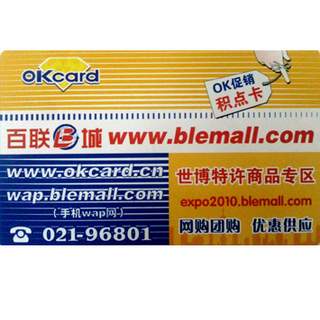 OKcard
OK促销
积点卡
百联E城 www.blemall.com
www.okcard.cn
wap.blemall.com
(手机wap网)
☎ 021-96801
世博特许商品专区
expo2010.blemall.com
网购团购 优惠供应